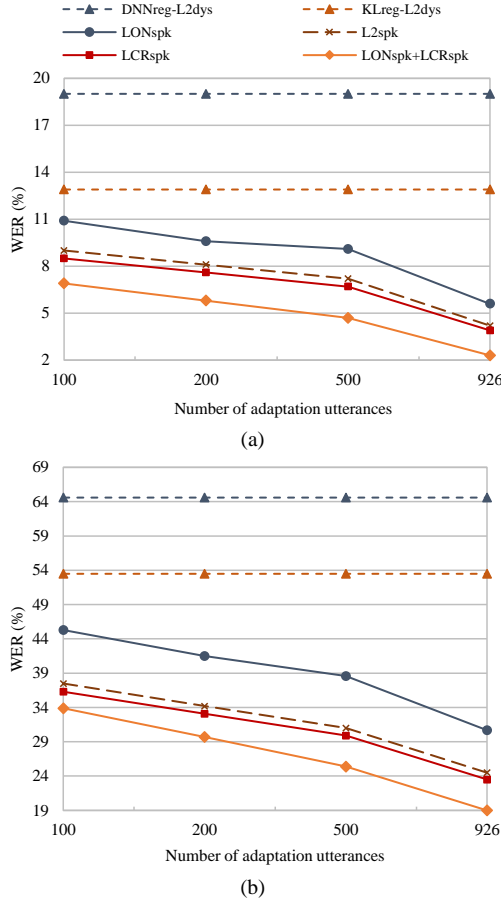 DNNreg-L2dys KLreg-L2dys
LONspk L2spk
LCRspk LONspk+LCRspk
20
17
14
11
8
5
2
WER (%)
100 200 500 926
Number of adaptation utterances
(a)
69
64
59
54
49
44
39
34
29
24
19
WER (%)
100 200 500 926
Number of adaptation utterances
(b)